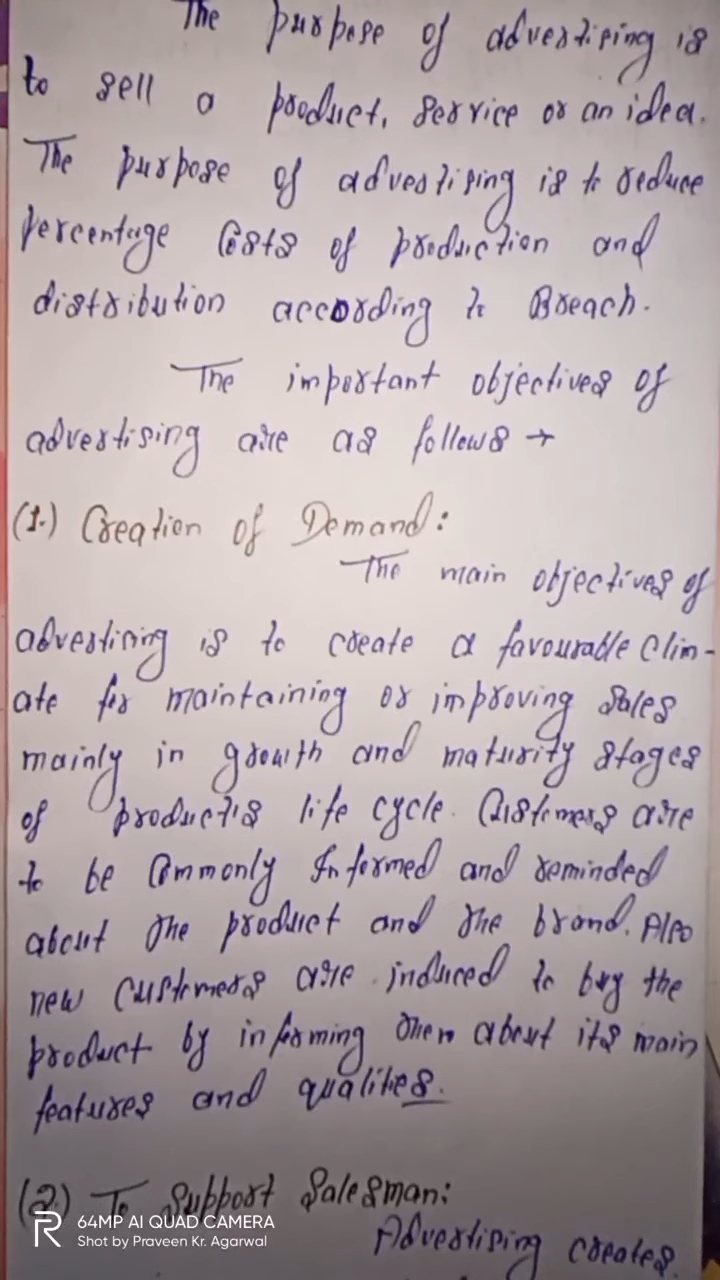 The purpose of advertising is
to sell a product, service or an idea.
The purpose of advertising is to reduce
percentage Costs of production and
distribution according to Breach.
The important objectives of
advertising are as follows →
(1.) Creation of Demand:
The main objectives of
advertising is to create a favourable Clim-
ate for maintaining or improving Sales
mainly in growth and maturity stages
of product's life cycle. Customers are
to be Commonly Informed and reminded
about the product and the brand. Also
new Customers are induced to buy the
product by informing them about its main
features and qualities.
(2) To Support Salesman:
Advertising creates
64MP AI QUAD CAMERA
Shot by Praveen Kr. Agarwal